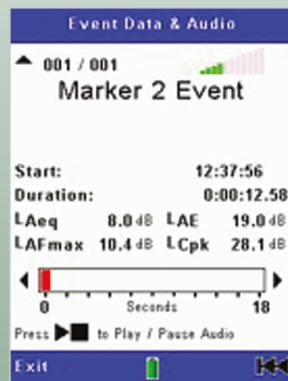 Event Data & Audio
001 / 001
Marker 2 Event
Start: 12:37:56
Duration: 0:00:12.58
LAeq 8.0 dB LAE 19.0 dB
LAFmax 10.4 dB LCpk 28.1 dB
0 Seconds 18
Press to Play / Pause Audio
Exit